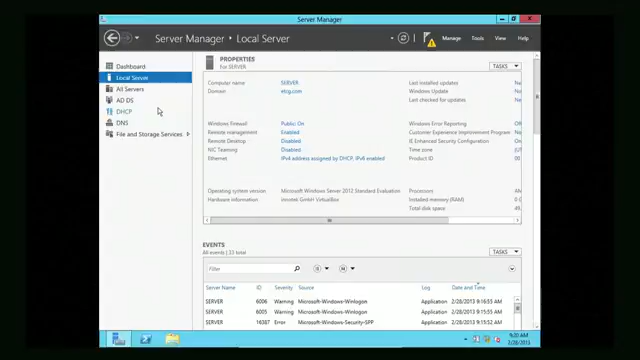 Server Manager
Server Manager • Local Server
Manage Tools View Help
Dashboard
Local Server
All Servers
AD DS
DHCP
DNS
File and Storage Services
PROPERTIES
For SERVER
TASKS
Computer name SERVER Last installed updates
Domain etcg.com Windows Update
Last checked for updates
Windows Firewall Public: On Windows Error Reporting
Remote management Enabled Customer Experience Improvement Program
Remote Desktop Disabled IE Enhanced Security Configuration
NIC Teaming Disabled Time zone
Ethernet IPv4 address assigned by DHCP, IPv6 enabled Product ID
Operating system version Microsoft Windows Server 2012 Standard Evaluation Processors
Hardware information innotek GmbH VirtualBox Installed memory (RAM)
Total disk space
EVENTS
All events | 33 total
TASKS
Filter
Server Name ID Severity Source Log Date and Time
SERVER 6006 Warning Microsoft-Windows-Winlogon Application 2/28/2013 9:16:55
SERVER 6005 Warning Microsoft-Windows-Winlogon Application 2/28/2013 9:15:55
SERVER 16387 Error Microsoft-Windows-Security-SPP Application 2/28/2013 9:15:52
2/28/2013